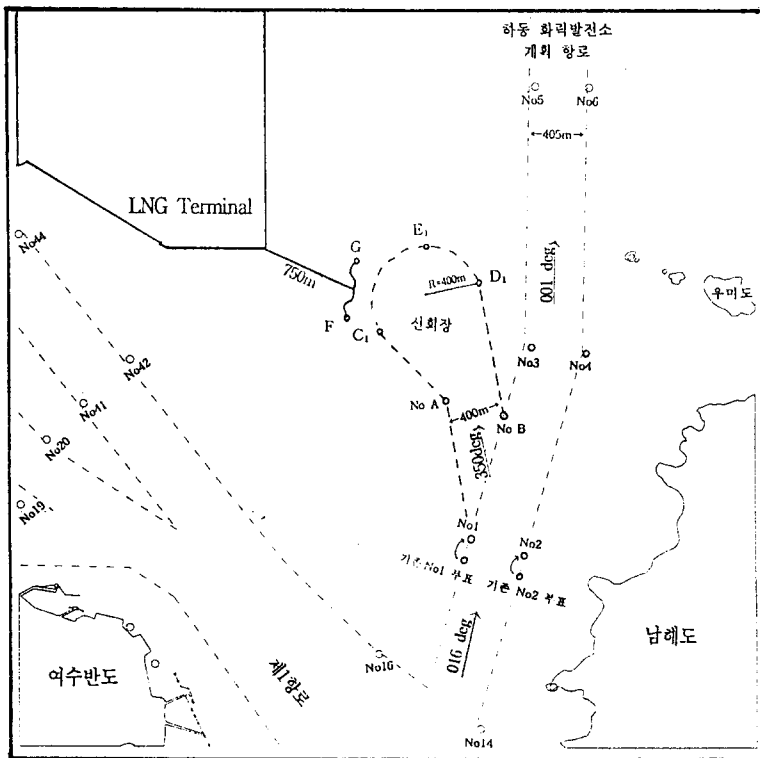 하동 화력발전소
계획 항로
No5
No6
405m
LNG Terminal
No44
G
E₁
750m
R=400m
D₁
001 deg
우미도
F
C₁
신회장
No42
No3
No4
No41
No A
400m
No B
No20
350deg
No19
No1
No2
기존No1 부표
기존 No2 부표
016 deg
남해도
여수반도
제1항로
No16
No14